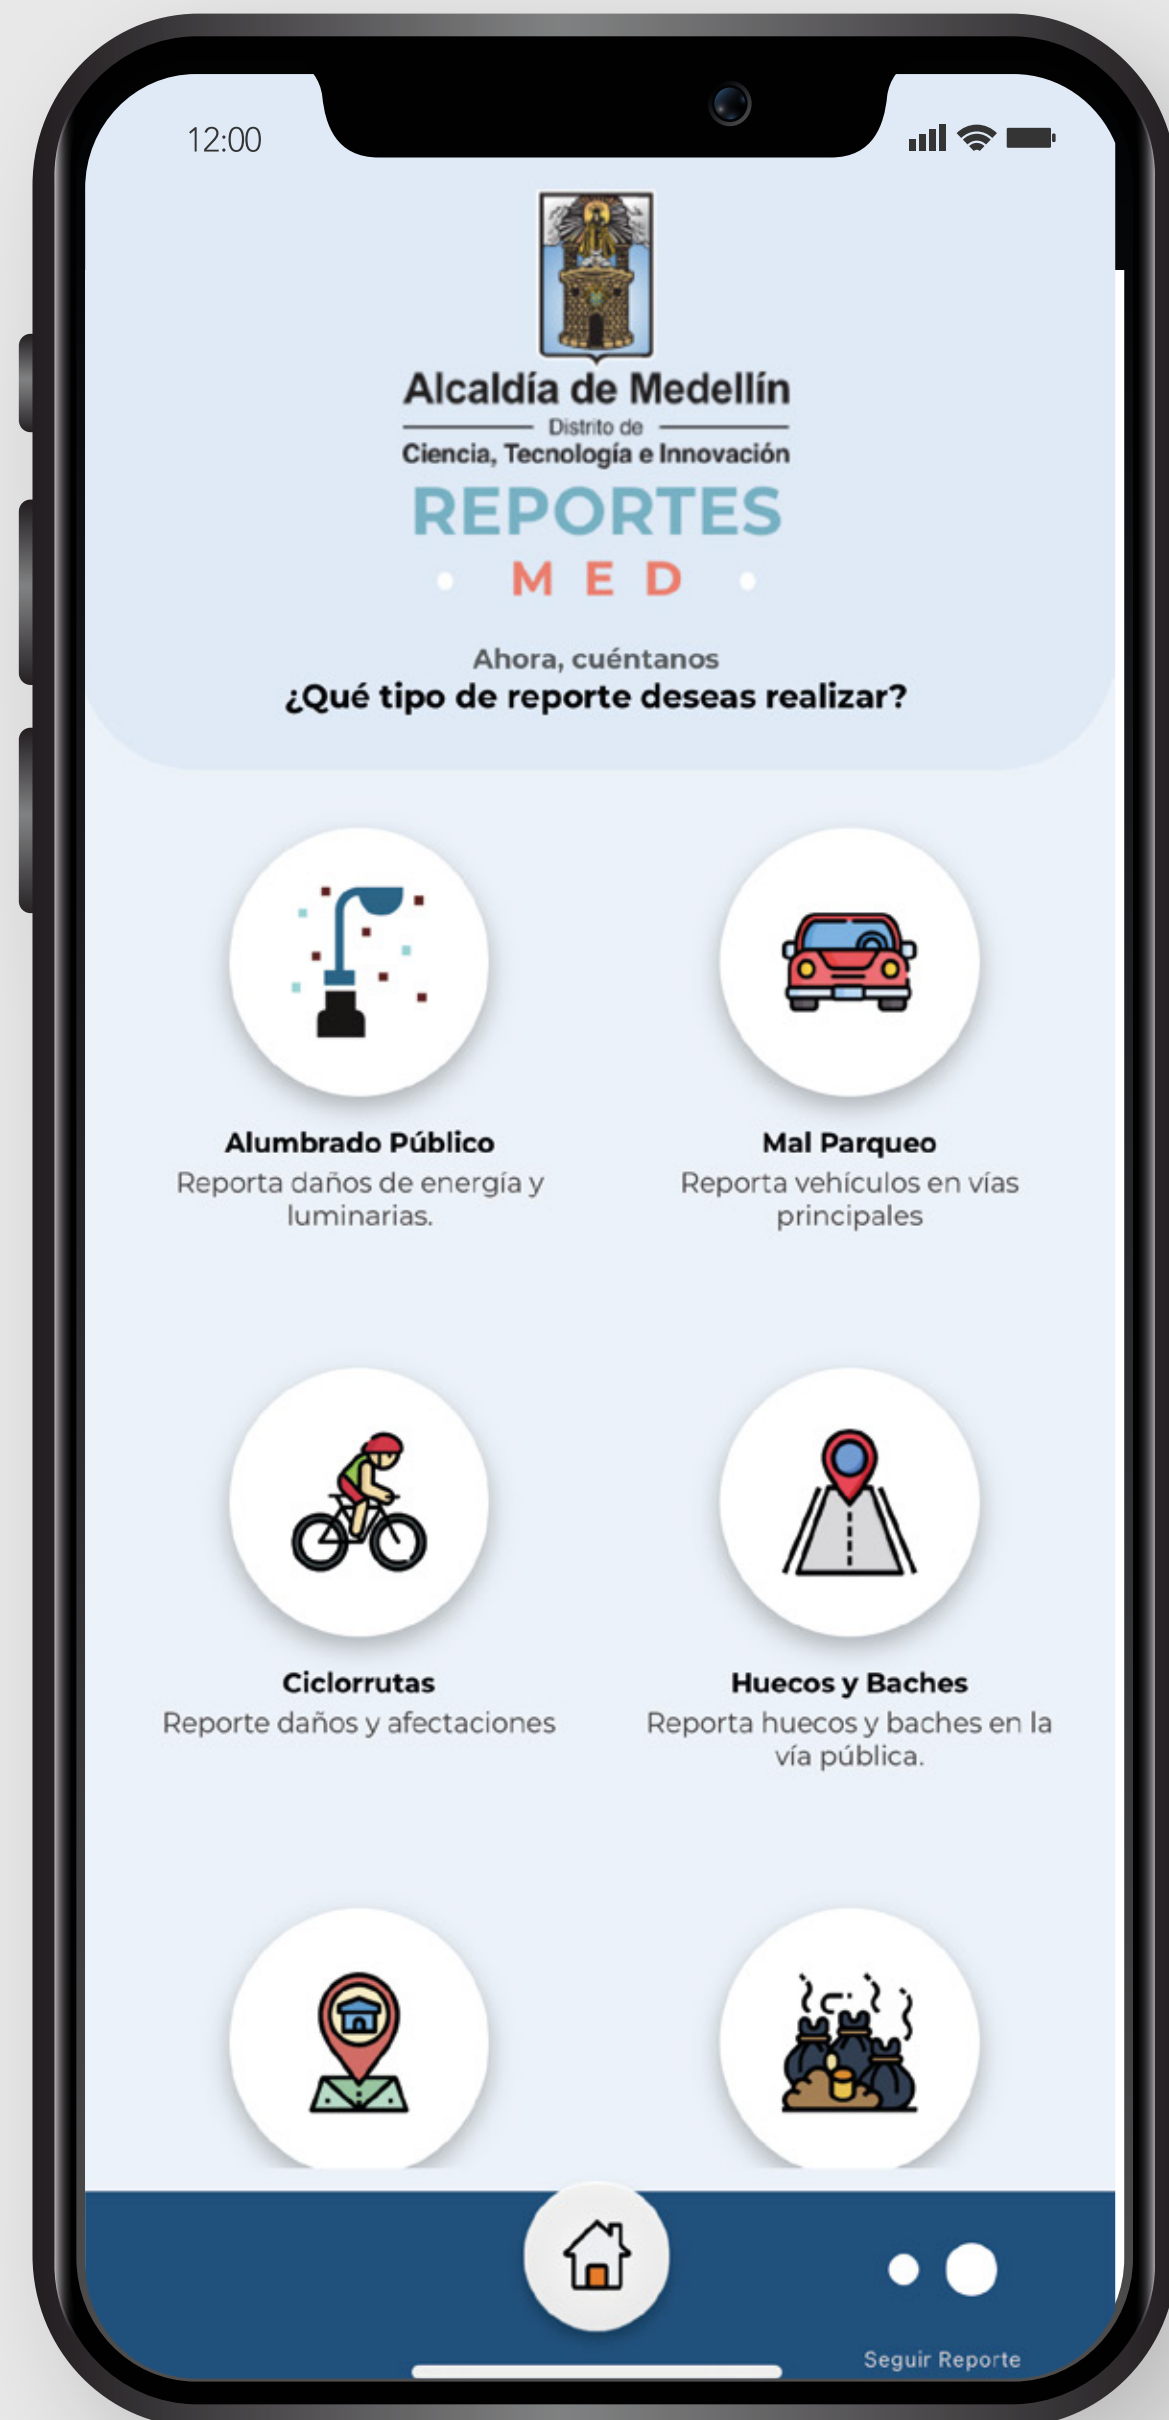 12:00
Alcaldía de Medellín
Distrito de
Ciencia, Tecnología e Innovación
REPORTES
MED
Ahora, cuéntanos
¿Qué tipo de reporte deseas realizar?
Alumbrado Público
Reporta daños de energía y
luminarias.
Mal Parqueo
Reporta vehículos en vías
principales
Ciclorrutas
Reporte daños y afectaciones
Huecos y Baches
Reporta huecos y baches en la
vía pública.
Seguir Reporte